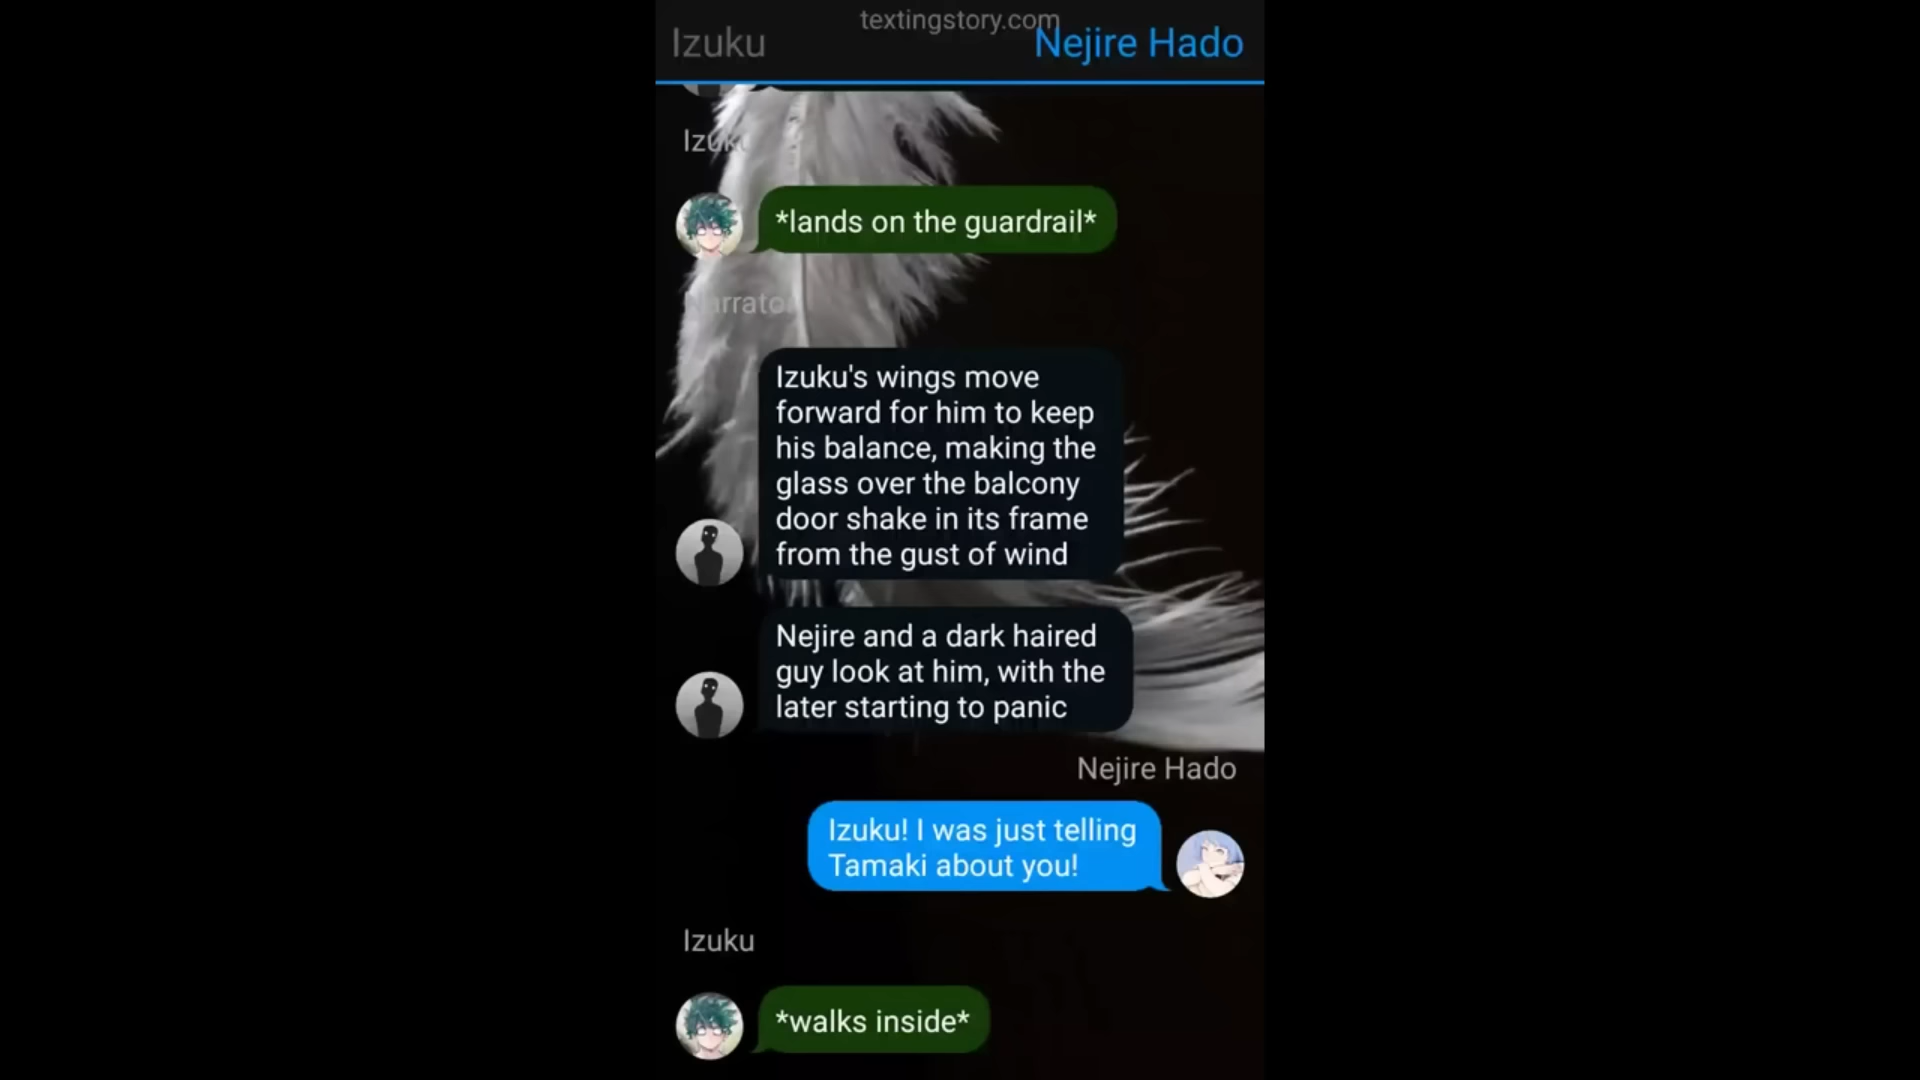 textingstory.com
Izuku
Nejire Hado
Izuku
*lands on the guardrail*
Narrator
Izuku's wings move
forward for him to keep
his balance, making the
glass over the balcony
door shake in its frame
from the gust of wind
Nejire and a dark haired
guy look at him, with the
later starting to panic
Nejire Hado
Izuku! I was just telling
Tamaki about you!
Izuku
*walks inside*